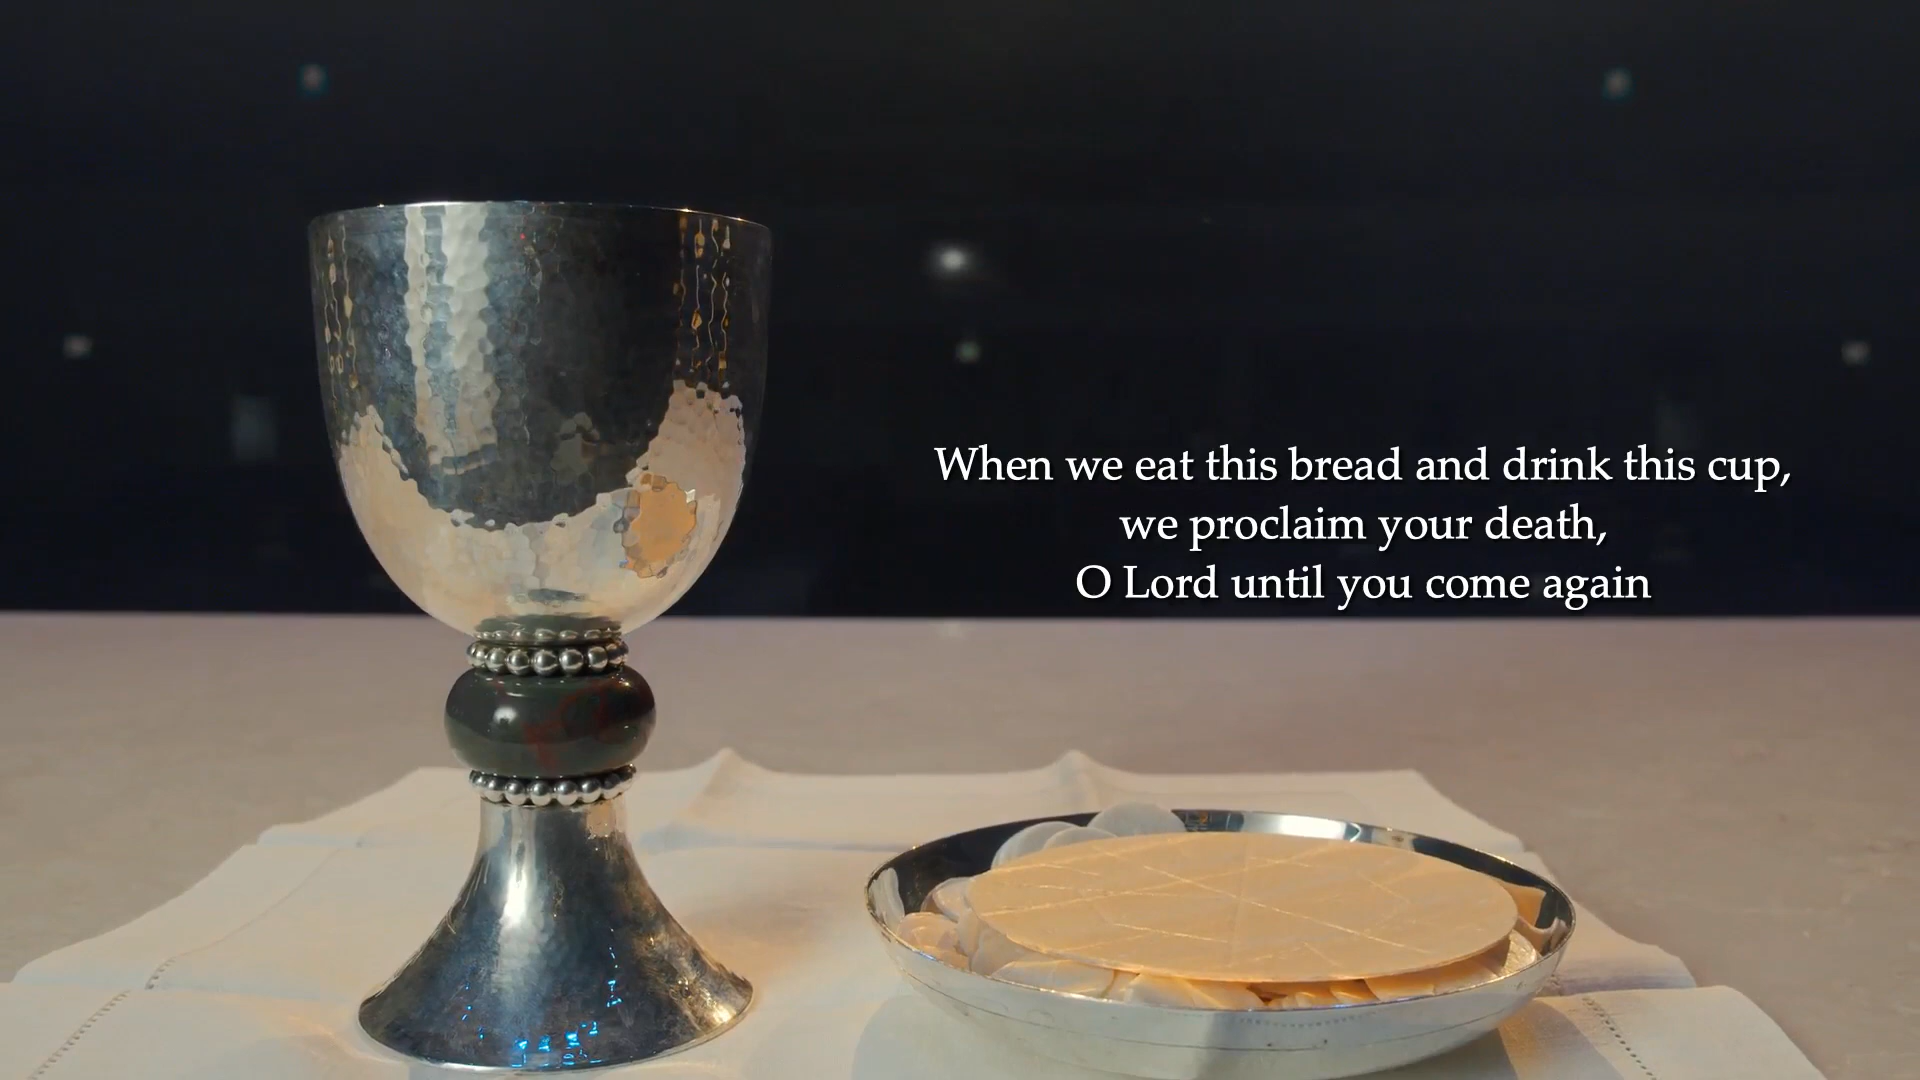 When we eat this bread and drink this cup,
we proclaim your death,
O Lord until you come again